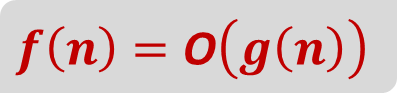 f(n) = O(g(n))